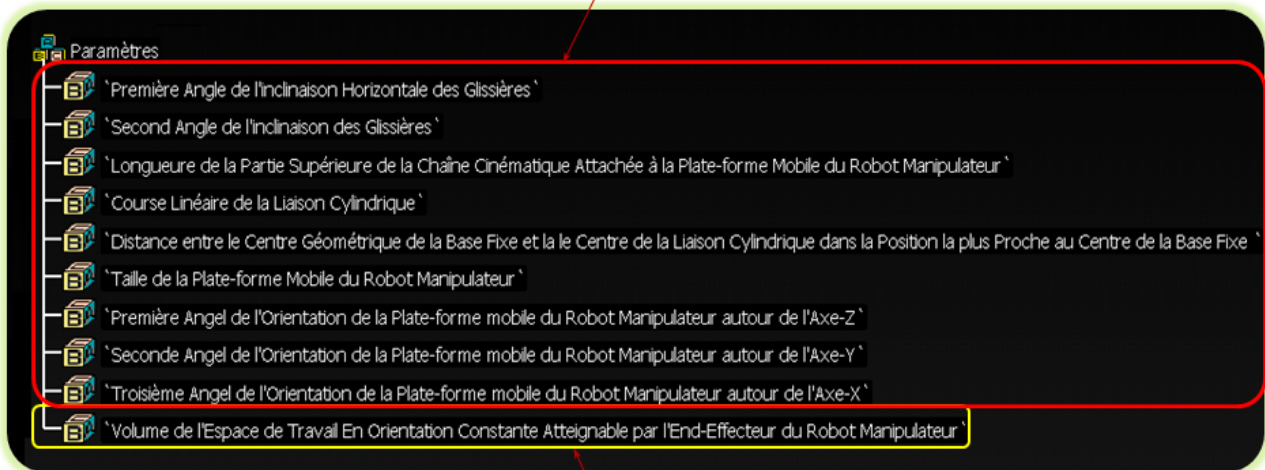 Paramètres
`Première Angle de l'inclinaison Horizontale des Glissières`
`Second Angle de l'inclinaison des Glissières`
`Longueure de la Partie Supérieure de la Chaîne Cinématique Attachée à la Plate-forme Mobile du Robot Manipulateur`
`Course Linéaire de la Liaison Cylindrique`
`Distance entre le Centre Géométrique de la Base Fixe et la le Centre de la Liaison Cylindrique dans la Position la plus Proche au Centre de la Base Fixe `
`Taille de la Plate-forme Mobile du Robot Manipulateur`
`Première Angel de l'Orientation de la Plate-forme mobile du Robot Manipulateur autour de l'Axe-Z`
`Seconde Angel de l'Orientation de la Plate-forme mobile du Robot Manipulateur autour de l'Axe-Y`
`Troisième Angel de l'Orientation de la Plate-forme mobile du Robot Manipulateur autour de l'Axe-X`
`Volume de l'Espace de Travail En Orientation Constante Atteignable par l'End-Effecteur du Robot Manipulateur`